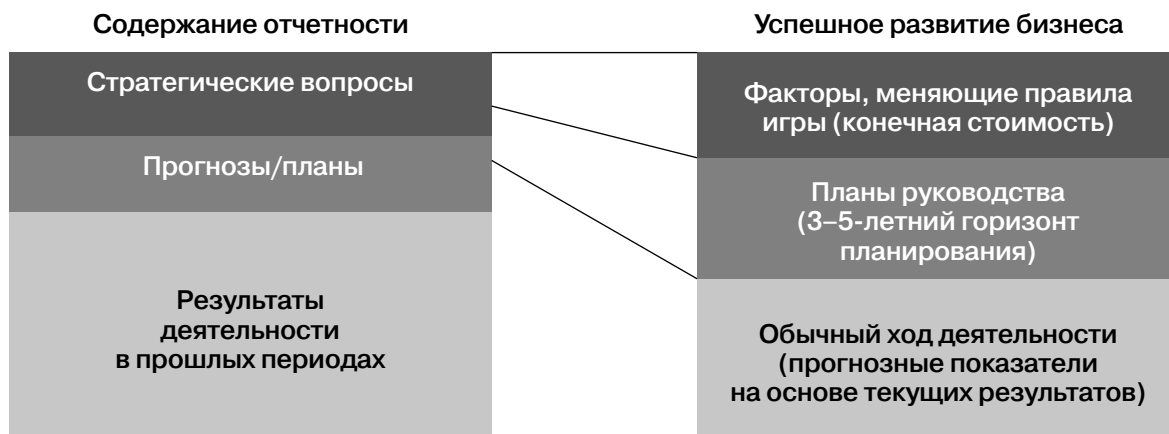 Содержание отчетности
Стратегические вопросы
Прогнозы/планы
Результаты
деятельности
в прошлых периодах
Успешное развитие бизнеса
Факторы, меняющие правила
игры (конечная стоимость)
Планы руководства
(3–5-летний горизонт
планирования)
Обычный ход деятельности
(прогнозные показатели
на основе текущих результатов)